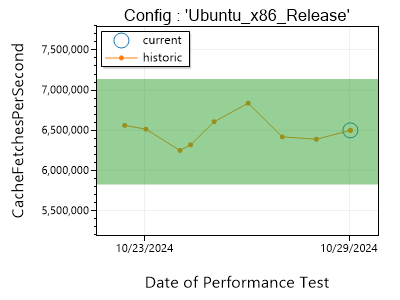 Config : 'Ubuntu_x86_Release'
current
historic
CacheFetchesPerSecond
7,500,000
7,000,000
6,500,000
6,000,000
5,500,000
10/23/2024
10/29/2024
Date of Performance Test